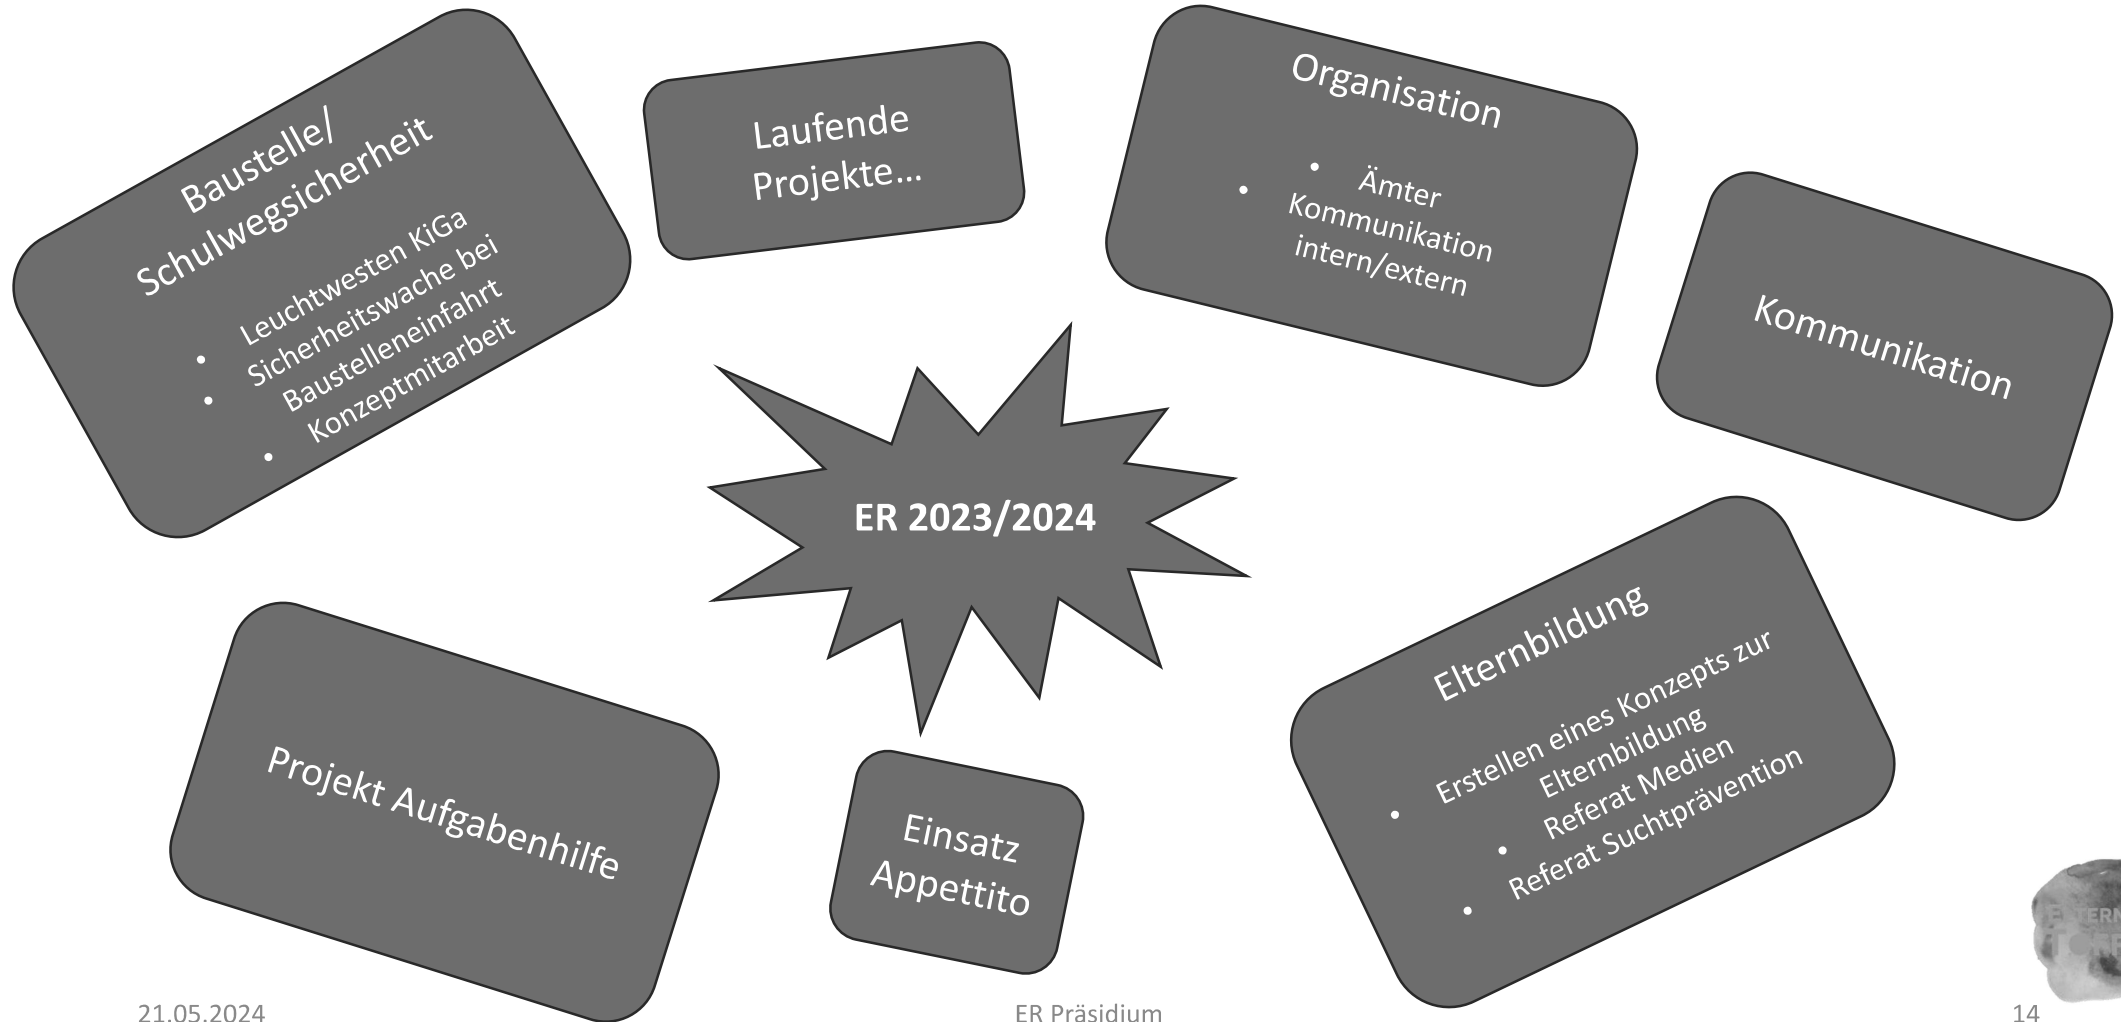 Baustelle/
Schulwegsicherheit
• Leuchtwesten KiGa
• Sicherheitswache bei
Baustelleneinfahrt
• Konzeptmitarbeit
Laufende
Projekte...
Organisation
• Ämter
• Kommunikation
intern/extern
Kommunikation
ER 2023/2024
Elternbildung
• Erstellen eines Konzepts zur
Elternbildung
• Referat Medien
• Referat Suchtprävention
Projekt Aufgabenhilfe
Einsatz
Appettito
21.05.2024
ER Präsidium
14